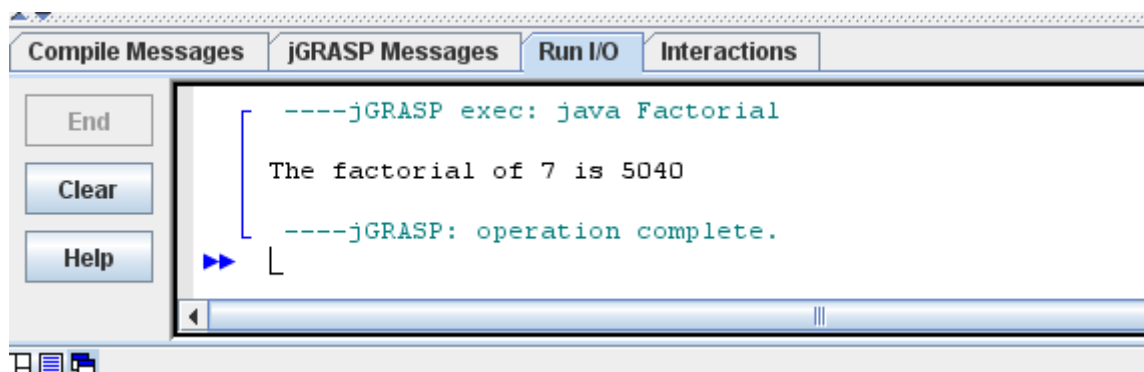 Compile Messages jGRASP Messages Run I/O Interactions
End
----jGRASP exec: java Factorial
The factorial of 7 is 5040
Clear
----jGRASP: operation complete.
Help